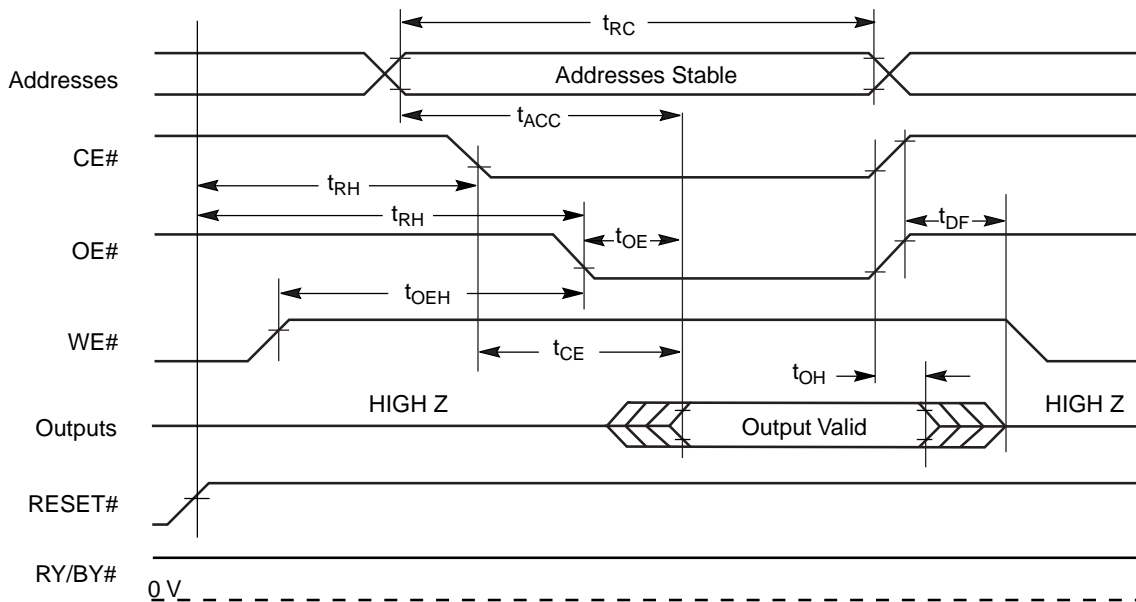 tRC
Addresses
Addresses Stable
tACC
CE#
tRH
tRH
tDF
OE#
tOE
tOEH
WE#
tCE
tOH
HIGH Z
HIGH Z
Outputs
Output Valid
RESET#
RY/BY#
0 V